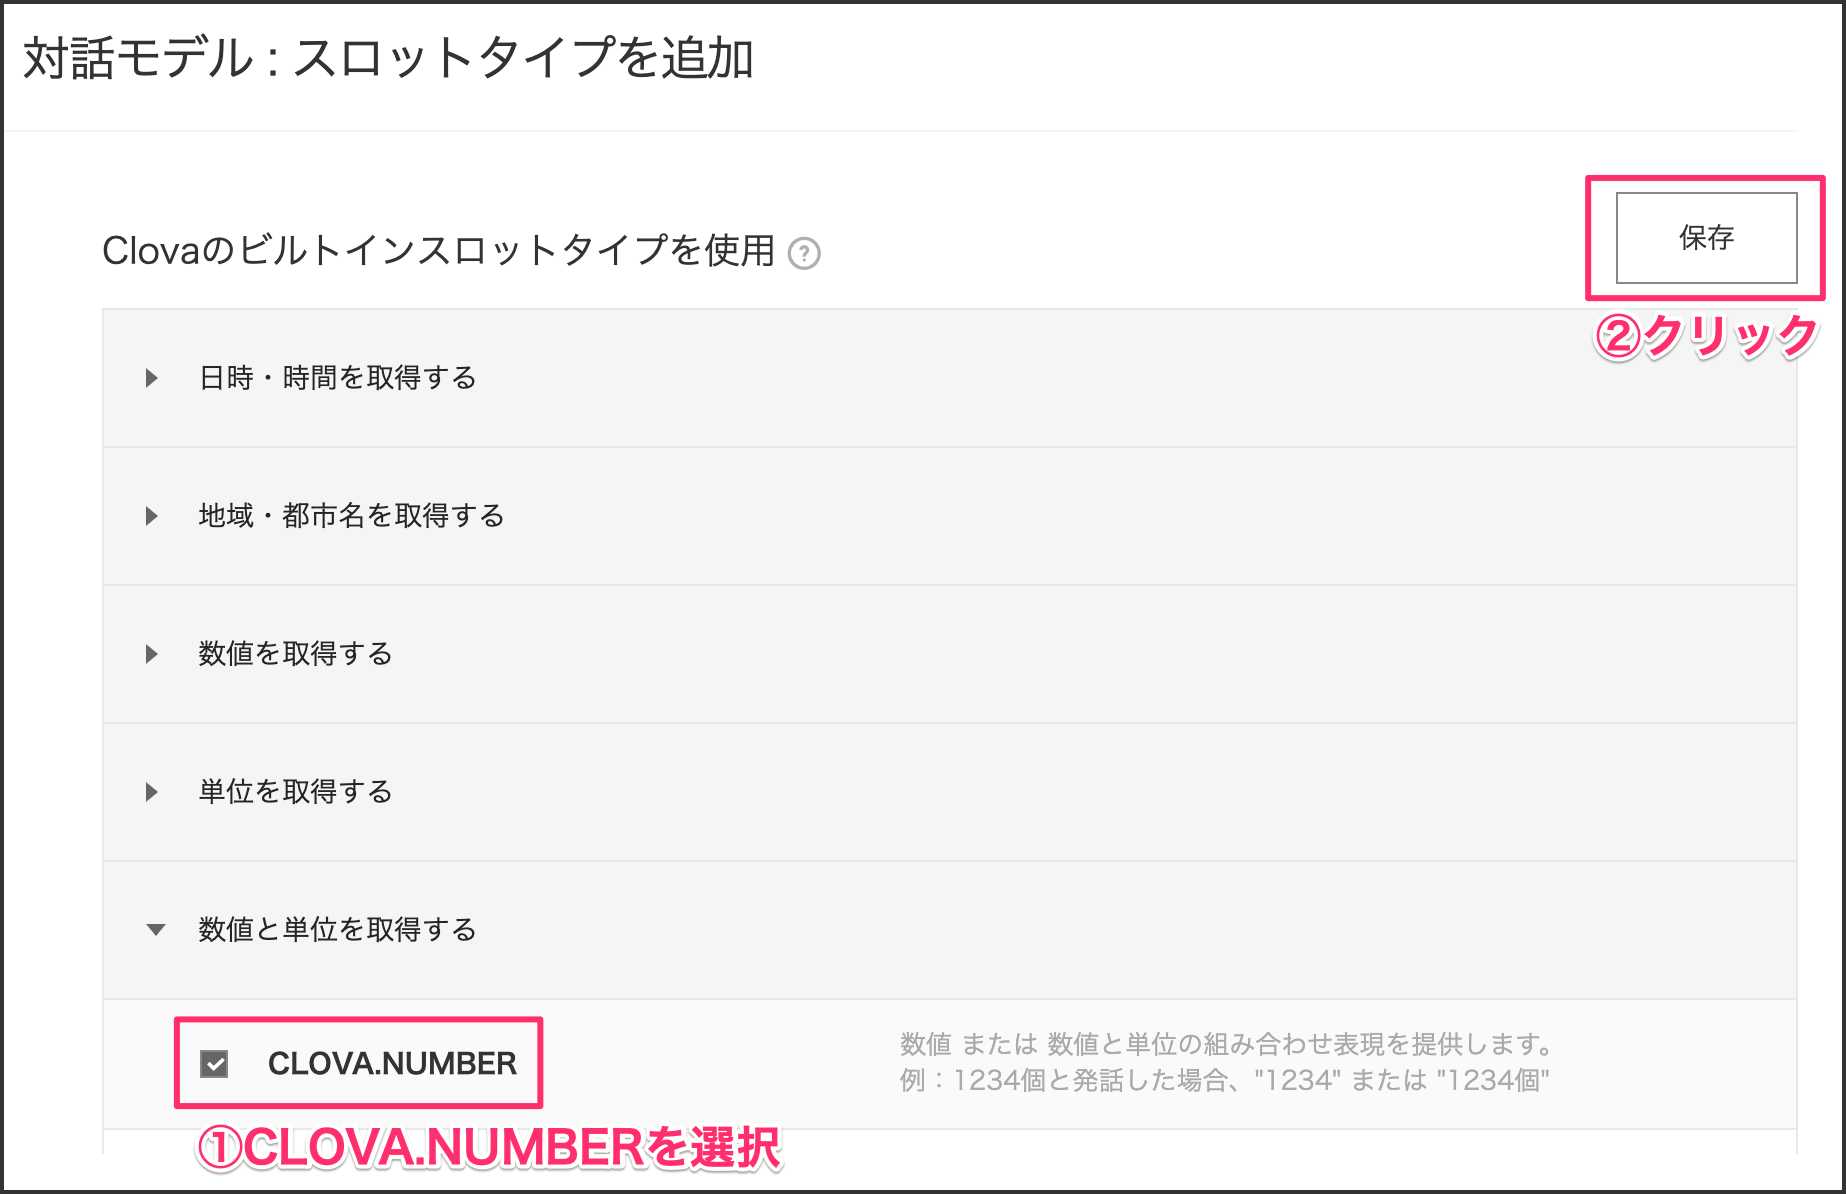 対話モデル : スロットタイプを追加
Clovaのビルトインスロットタイプを使用 ?
保存
②クリック
日時・時間を取得する
地域・都市名を取得する
数値を取得する
単位を取得する
数値と単位を取得する
CLOVA.NUMBER
数値 または 数値と単位の組み合わせ表現を提供します。
例：1234個と発話した場合、"1234" または "1234個"
①CLOVA.NUMBERを選択